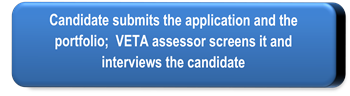 Candidate submits the application and the
portfolio; VETA assessor screens it and
interviews the candidate